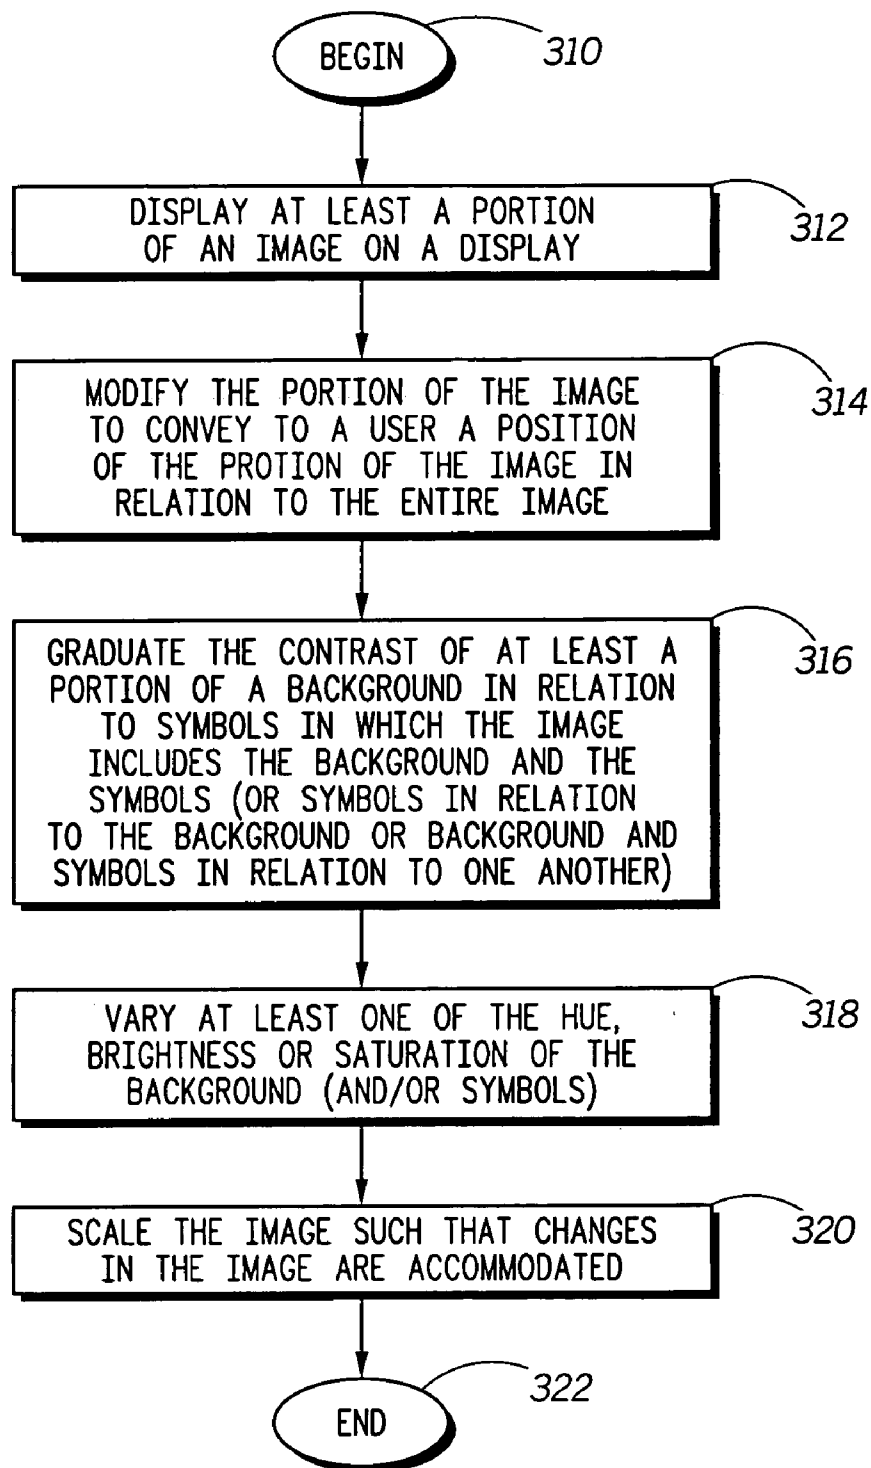 BEGIN
310
DISPLAY AT LEAST A PORTION
OF AN IMAGE ON A DISPLAY
312
MODIFY THE PORTION OF THE IMAGE
TO CONVEY TO A USER A POSITION
OF THE PROTION OF THE IMAGE IN
RELATION TO THE ENTIRE IMAGE
314
GRADUATE THE CONTRAST OF AT LEAST A
PORTION OF A BACKGROUND IN RELATION
TO SYMBOLS IN WHICH THE IMAGE
INCLUDES THE BACKGROUND AND THE
SYMBOLS (OR SYMBOLS IN RELATION
TO THE BACKGROUND OR BACKGROUND AND
SYMBOLS IN RELATION TO ONE ANOTHER)
316
VARY AT LEAST ONE OF THE HUE,
BRIGHTNESS OR SATURATION OF THE
BACKGROUND (AND/OR SYMBOLS)
318
SCALE THE IMAGE SUCH THAT CHANGES
IN THE IMAGE ARE ACCOMMODATED
320
END
322